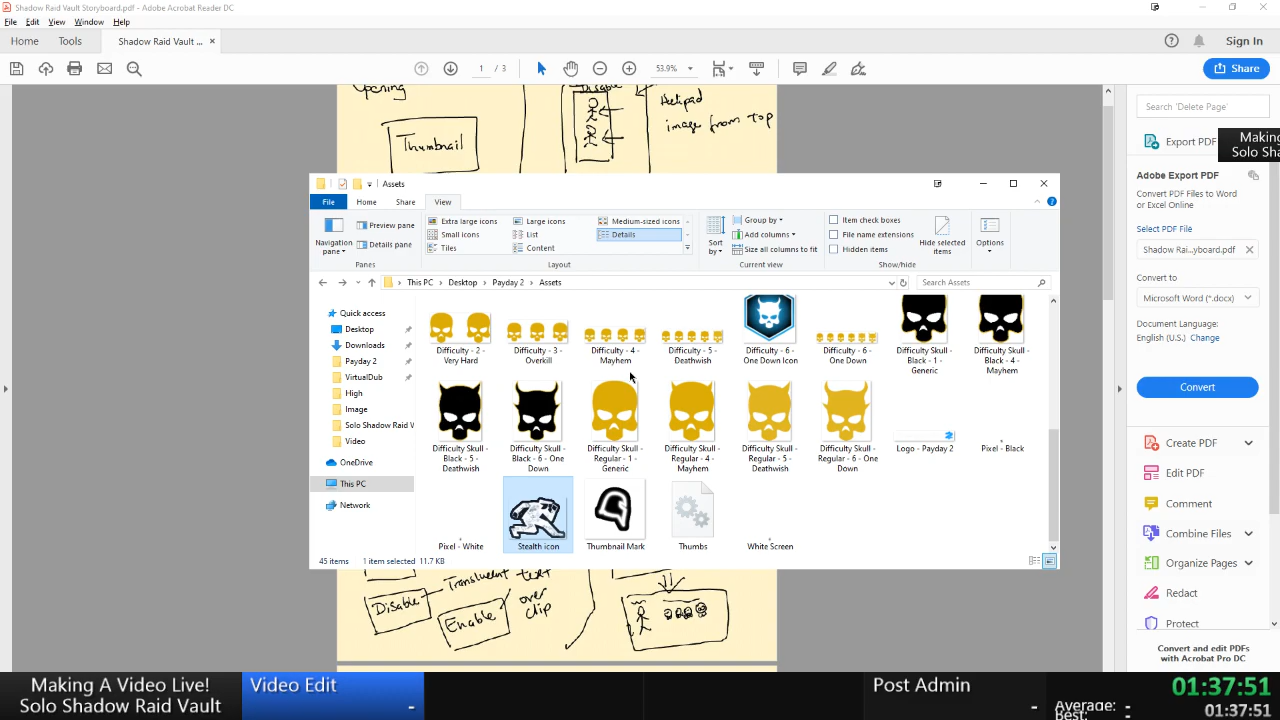 Shadow Raid Vault Storyboard.pdf - Adobe Acrobat Reader DC
File Edit View Window Help
Home Tools Shadow Raid Vault ... × Sign In
1 / 3 53.9% Share
Opening
Disable
Helipad
image from top
Thumbnail
Search 'Delete Page'
Export PDF
Making
Solo Sha
Adobe Export PDF
Convert PDF Files to Word
or Excel Online
Select PDF File
Shadow Rai...yboard.pdf
Convert to
Microsoft Word (*.docx)
Document Language:
English (U.S.) Change
Convert
Create PDF
Edit PDF
Comment
Combine Files
Organize Pages
Redact
Protect
Convert and edit PDFs
with Acrobat Pro DC
Assets
File Home Share View
Navigation
pane
Preview pane
Details pane
Panes
Extra large icons Large icons Medium-sized icons
Small icons List Details
Tiles Content
Layout
Sort
by
Group by
Add columns
Size all columns to fit
Current view
Item check boxes
File name extensions
Hidden items
Hide selected
items
Show/hide
Options
This PC Desktop Payday 2 Assets
Search Assets
Quick access
Desktop
Downloads
Payday 2
VirtualDub
High
Image
Solo Shadow Raid V
Video
OneDrive
This PC
Network
Difficulty - 2 -
Very Hard
Difficulty - 3 -
Overkill
Difficulty - 4 -
Mayhem
Difficulty - 5 -
Deathwish
Difficulty - 6 -
One Down Icon
Difficulty - 6 -
One Down
Difficulty Skull -
Black - 1 -
Generic
Difficulty Skull -
Black - 4 -
Mayhem
Difficulty Skull -
Black - 5 -
Deathwish
Difficulty Skull -
Black - 6 - One
Down
Difficulty Skull -
Regular - 1 -
Generic
Difficulty Skull -
Regular - 4 -
Mayhem
Difficulty Skull -
Regular - 5 -
Deathwish
Difficulty Skull -
Regular - 6 - One
Down
Logo - Payday 2
Pixel - Black
Pixel - White
Stealth icon
Thumbnail Mark
Thumbs
White Screen
45 items 1 item selected 11.7 KB
Disable
Translucent text
over
clip
Enable
Making A Video Live!
Solo Shadow Raid Vault
Video Edit
-
Post Admin
-
01:37:51
Average: -
Best: -
01:37:51